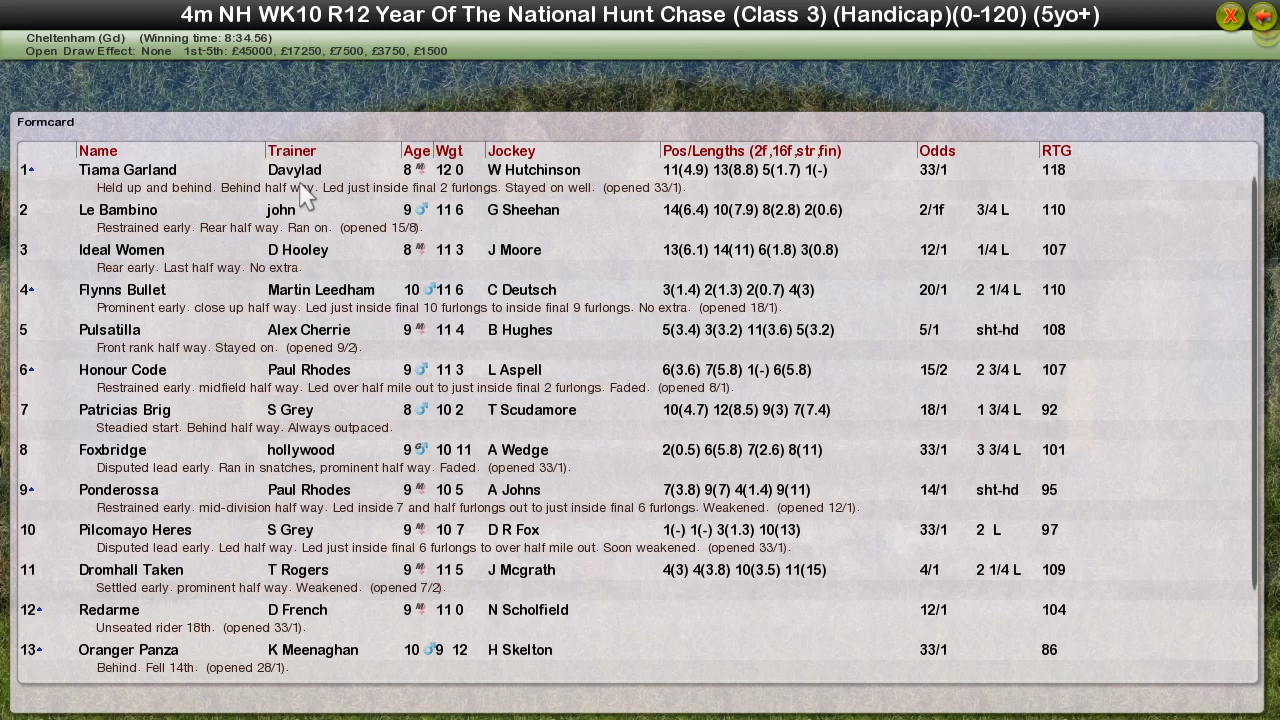 4m NH WK10 R12 Year Of The National Hunt Chase (Class 3) (Handicap)(0-120) (5yo+)
X
Cheltenham (Gd) (Winning time: 8:34.56)
Open Draw Effect: None 1st-5th: £45000, £17250, £7500, £3750, £1500
Formcard
Name Trainer Age Wgt Jockey Pos/Lengths (2f,16f,str,fin) Odds RTG
1 Tiama Garland Davylad 8 12 0 W Hutchinson 11(4.9) 13(8.8) 5(1.7) 1(-) 33/1 118
Held up and behind. Behind half way. Led just inside final 2 furlongs. Stayed on well. (opened 33/1).
2 Le Bambino john 9 11 6 G Sheehan 14(6.4) 10(7.9) 8(2.8) 2(0.6) 2/1f 3/4 L 110
Restrained early. Rear half way. Ran on. (opened 15/8).
3 Ideal Women D Hooley 8 11 3 J Moore 13(6.1) 14(11) 6(1.8) 3(0.8) 12/1 1/4 L 107
Rear early. Last half way. No extra.
4 Flynns Bullet Martin Leedham 10 11 6 C Deutsch 3(1.4) 2(1.3) 2(0.7) 4(3) 20/1 2 1/4 L 110
Prominent early. close up half way. Led just inside final 10 furlongs to inside final 9 furlongs. No extra. (opened 18/1).
5 Pulsatilla Alex Cherrie 9 11 4 B Hughes 5(3.4) 3(3.2) 11(3.6) 5(3.2) 5/1 sht-hd 108
Front rank half way. Stayed on. (opened 9/2).
6 Honour Code Paul Rhodes 9 11 3 L Aspell 6(3.6) 7(5.8) 1(-) 6(5.8) 15/2 2 3/4 L 107
Restrained early. midfield half way. Led over half mile out to just inside final 2 furlongs. Faded. (opened 8/1).
7 Patricias Brig S Grey 8 10 2 T Scudamore 10(4.7) 12(8.5) 9(3) 7(7.4) 18/1 1 3/4 L 92
Steadied start. Behind half way. Always outpaced.
8 Foxbridge hollywood 9 10 11 A Wedge 2(0.5) 6(5.8) 7(2.6) 8(11) 33/1 3 3/4 L 101
Disputed lead early. Ran in snatches, prominent half way. Faded. (opened 33/1).
9 Ponderossa Paul Rhodes 9 10 5 A Johns 7(3.8) 9(7) 4(1.4) 9(11) 14/1 sht-hd 95
Restrained early. mid-division half way. Led inside 7 and half furlongs out to just inside final 6 furlongs. Weakened. (opened 12/1).
10 Pilcomayo Heres S Grey 9 10 7 D R Fox 1(-) 1(-) 3(1.3) 10(13) 33/1 2 L 97
Disputed lead early. Led half way. Led just inside final 6 furlongs to over half mile out. Soon weakened. (opened 33/1).
11 Dromhall Taken T Rogers 9 11 5 J Mcgrath 4(3) 4(3.8) 10(3.5) 11(15) 4/1 2 1/4 L 109
Settled early. prominent half way. Weakened. (opened 7/2).
12 Redarme D French 9 11 0 N Scholfield 12/1 104
Unseated rider 18th. (opened 33/1).
13 Oranger Panza K Meenaghan 10 9 12 H Skelton 33/1 86
Behind. Fell 14th. (opened 28/1).